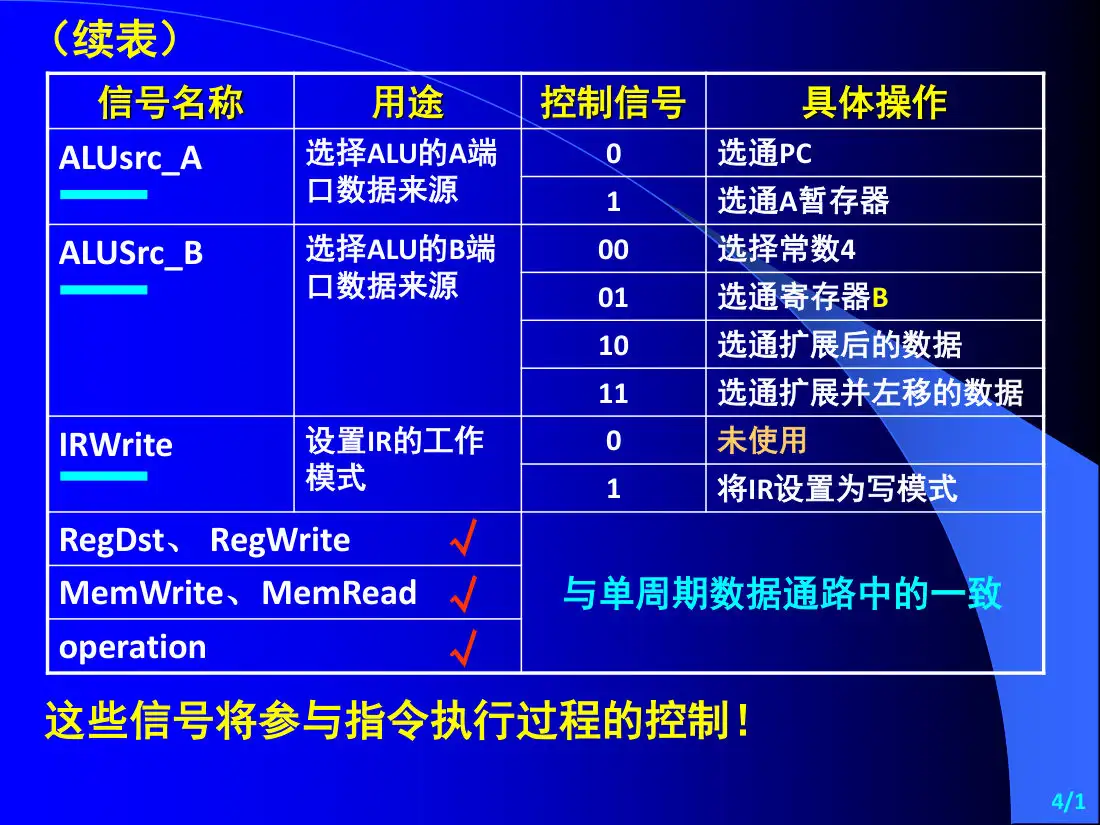 （续表）
信号名称 用途 控制信号 具体操作
ALUsrc_A 选择ALU的A端 0 选通PC
口数据来源 1 选通A暂存器
ALUSrc_B 选择ALU的B端 00 选择常数4
口数据来源 01 选通寄存器B
10 选通扩展后的数据
11 选通扩展并左移的数据
IRWrite 设置IR的工作 0 未使用
模式 1 将IR设置为写模式
RegDst、 RegWrite √
MemWrite、MemRead √ 与单周期数据通路中的一致
operation √
这些信号将参与指令执行过程的控制！
4/1